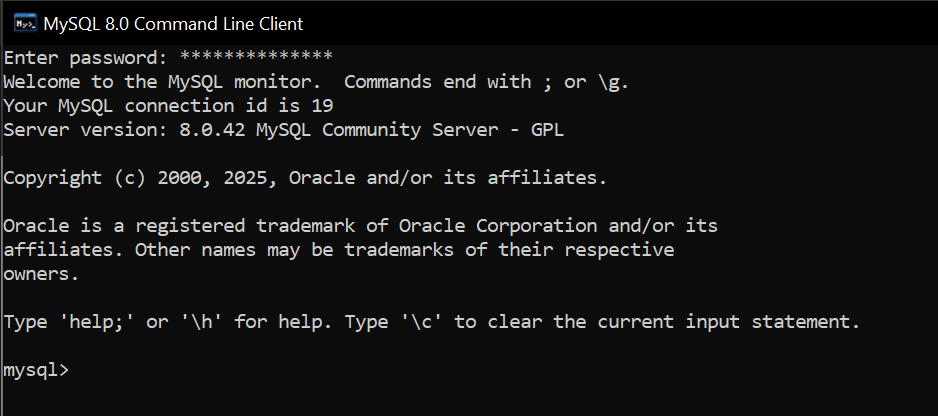 MySQL 8.0 Command Line Client
Enter password: **************
Welcome to the MySQL monitor.  Commands end with ; or \g.
Your MySQL connection id is 19
Server version: 8.0.42 MySQL Community Server - GPL
Copyright (c) 2000, 2025, Oracle and/or its affiliates.
Oracle is a registered trademark of Oracle Corporation and/or its
affiliates. Other names may be trademarks of their respective
owners.
Type 'help;' or '\h' for help. Type '\c' to clear the current input statement.
mysql>